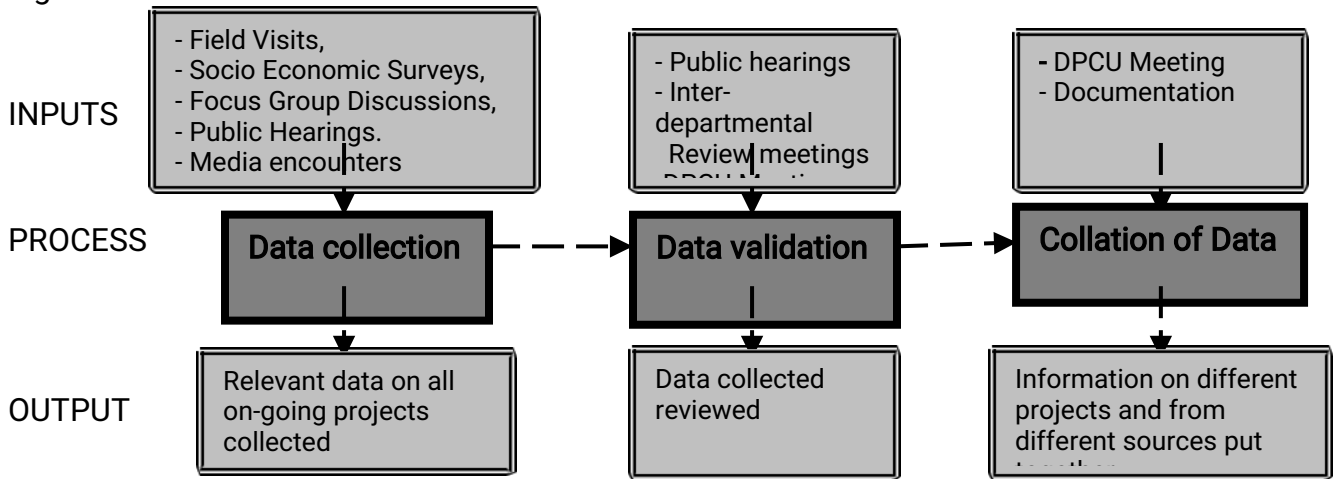 - Field Visits,
- Socio Economic Surveys,
- Focus Group Discussions,
- Public Hearings.
- Media encounters
- Public hearings
- Inter-
departmental
Review meetings
- DPCU Meeting
- Documentation
INPUTS
PROCESS
Data collection
Data validation
Collation of Data
OUTPUT
Relevant data on all
on-going projects
collected
Data collected
reviewed
Information on different
projects and from
different sources put